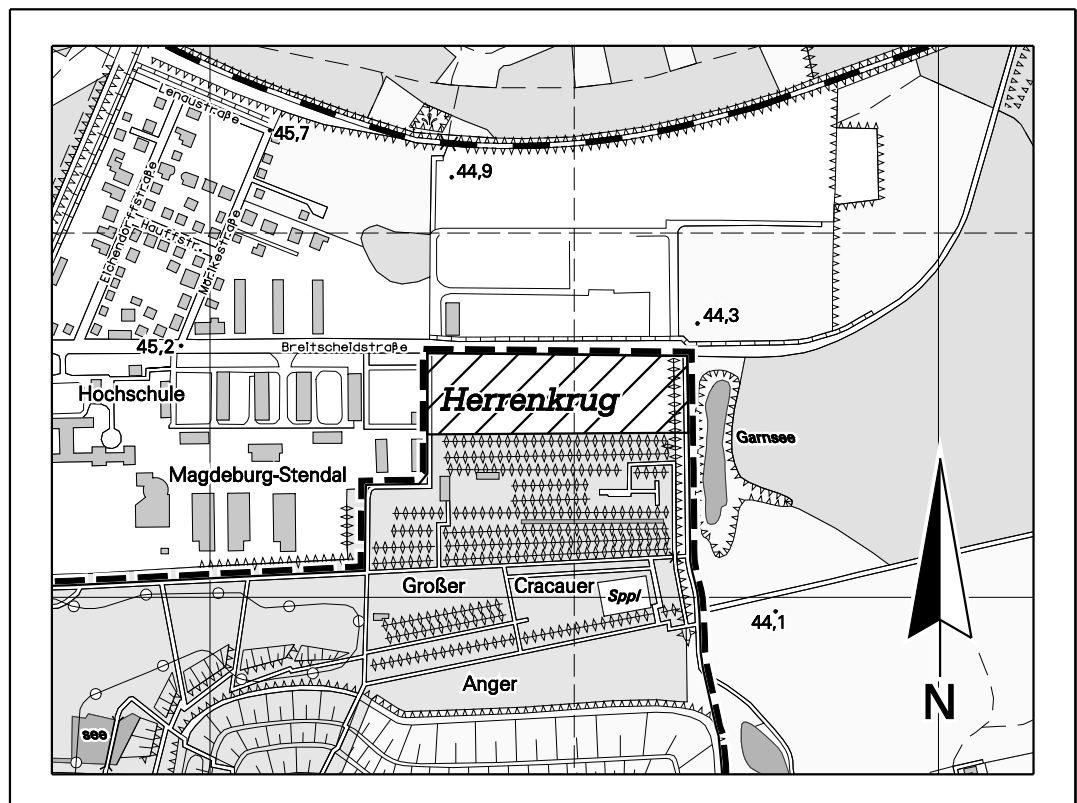 Lenaustraße
45,7
44,9
Eichendorffstraße
Hauffstr.
Mörikestraße
44,3
45,2
Breitscheidstraße
Hochschule
Herrenkrug
Garnsee
Magdeburg-Stendal
Großer
Cracauer
Sppl
44,1
Anger
N
see